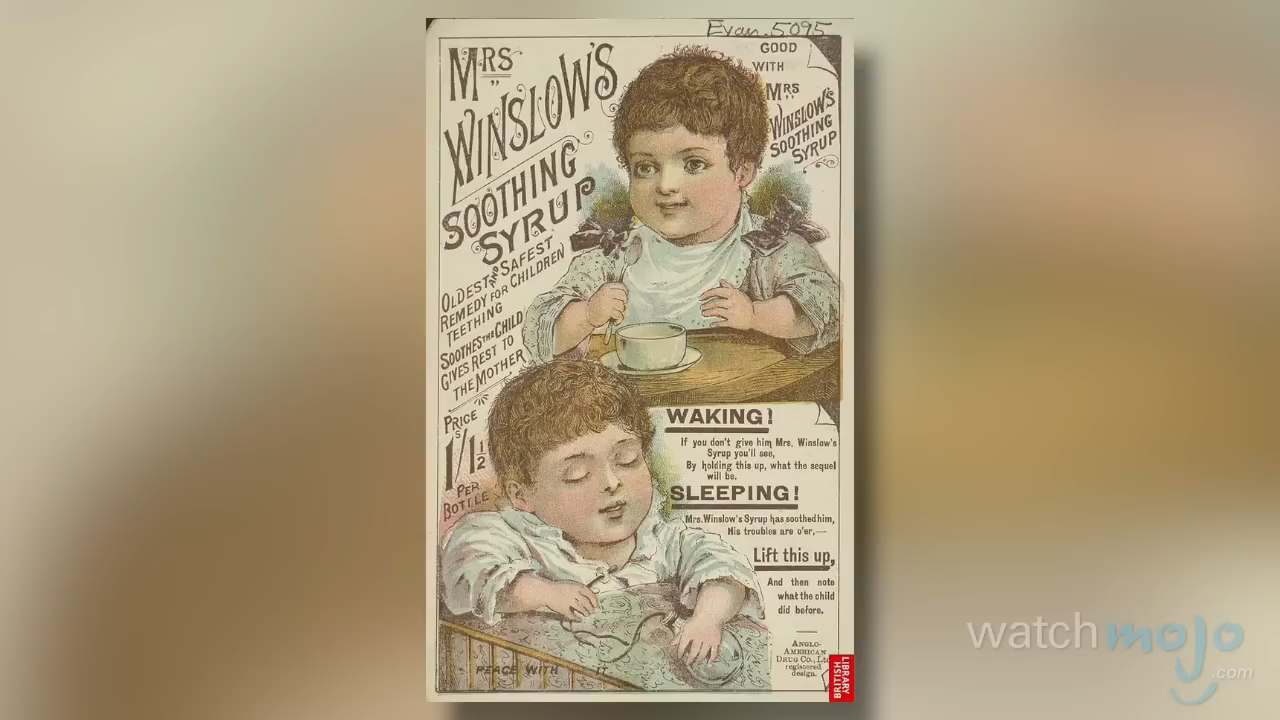 Evan. 5095
MRS
WINSLOW'S
SOOTHING
SYRUP
OLDEST AND SAFEST
REMEDY FOR CHILDREN
TEETHING
SOOTHES THE CHILD
GIVES REST TO
THE MOTHER
PRICE
1/1½
PER
BOTTLE
GOOD
WITH
MRS
WINSLOW'S
SOOTHING
SYRUP
WAKING!
If you don't give him Mrs. Winslow's
Syrup you'll see,
By holding this up, what the sequel
will be.
SLEEPING!
Mrs. Winslow's Syrup has soothed him,
His troubles are o'er,—
Lift this up,
And then note
what the child
did before.
ANGLO-
AMERICAN
DRUG CO., Ltd
registered
design.
PEACE WITH IT
BRITISH
LIBRARY
watchmojo
.com